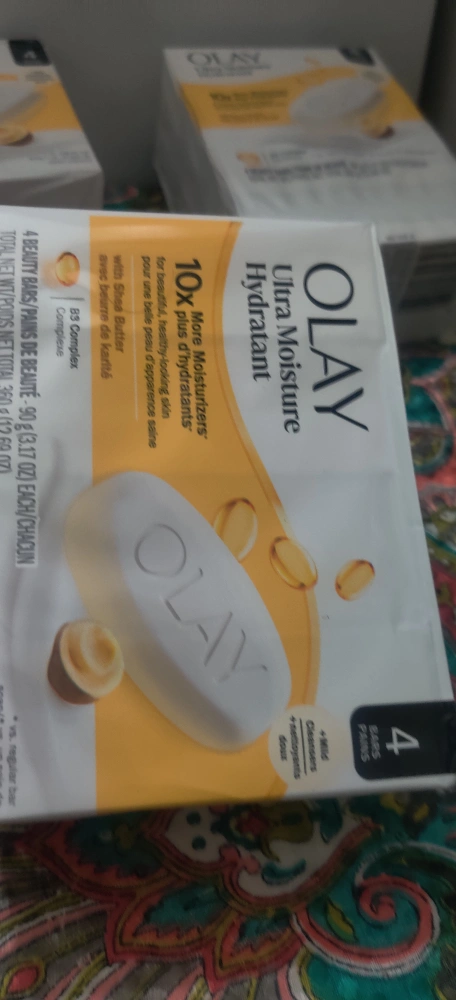 OLAY
Ultra Moisture
Hydratant
10x More Moisturizers*
plus d'hydratants*
for beautiful, healthy-looking skin
pour une belle peau d'apparence saine
with Shea Butter
avec beurre de karité
B3 Complex
Complexe
4 BEAUTY BARS/PAINS DE BEAUTÉ · 90 g (3.17 OZ) EACH/CHACUN
TOTAL NET WT/POIDS NET TOTAL 360 g (12.69 OZ)
4
BARS
PAINS
+ Mild
Cleansers
+ nettoyants
doux
OLAY
* vs. regular bar
OLAY